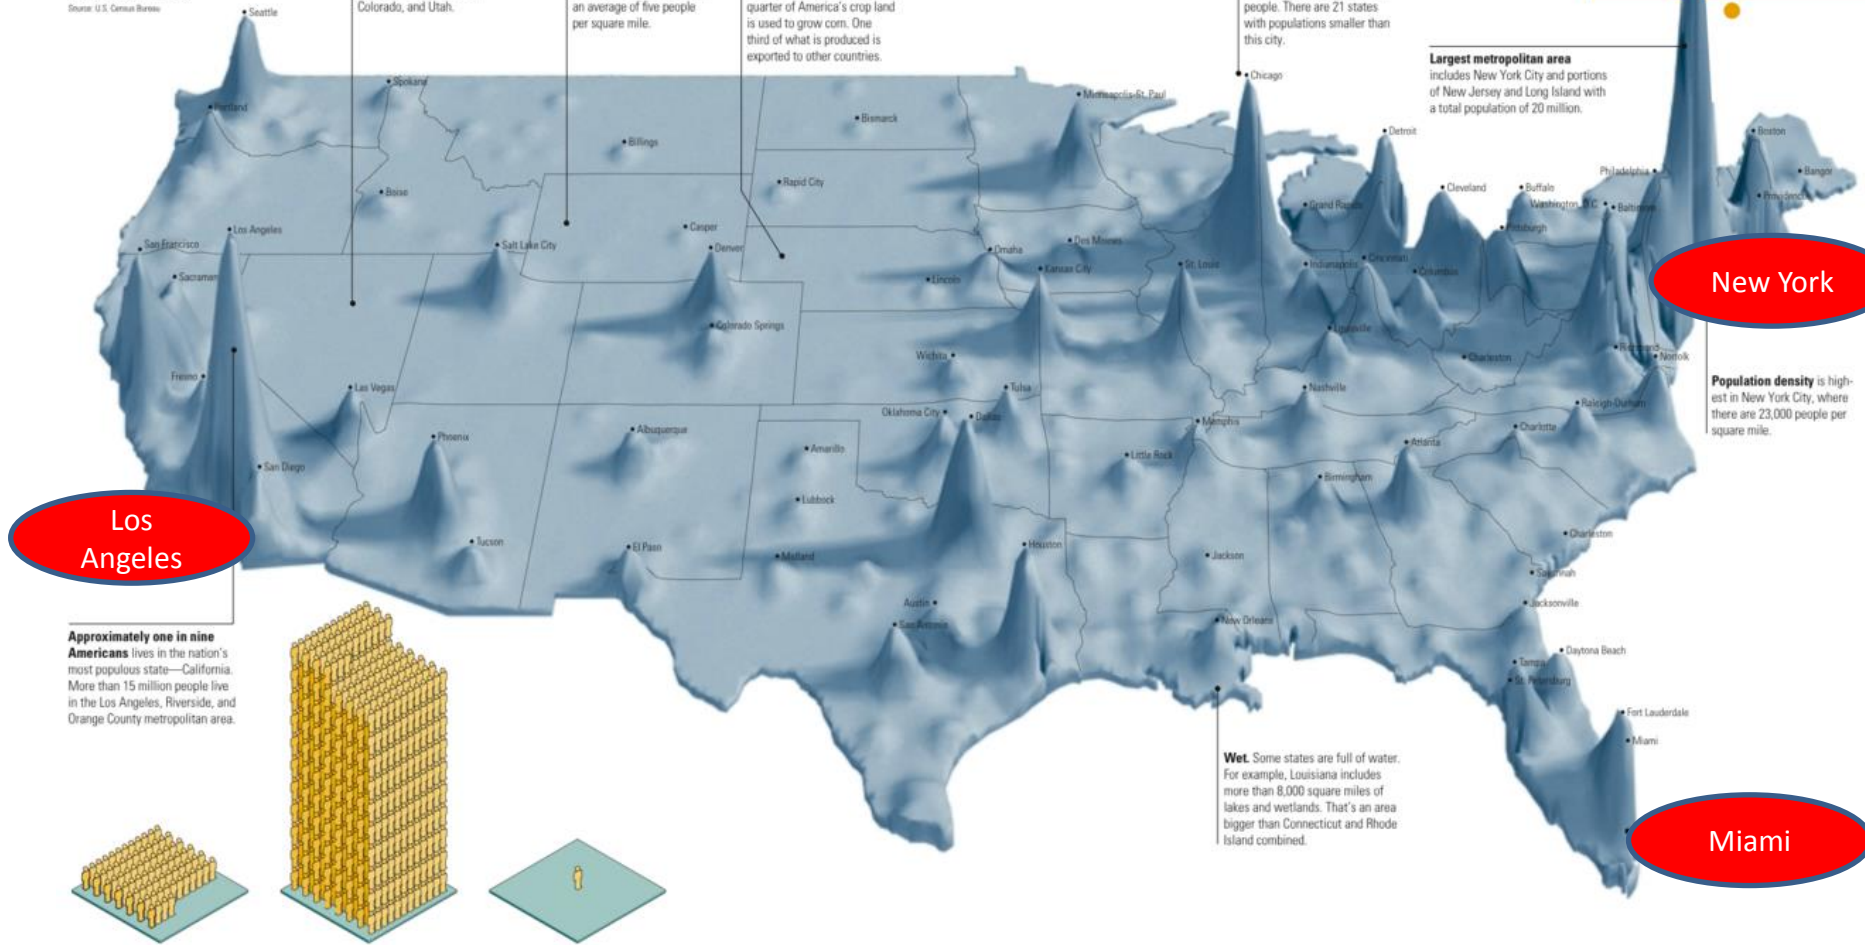 Source: U.S. Census Bureau
Colorado, and Utah.
an average of five people
per square mile.
quarter of America's crop land
is used to grow corn. One
third of what is produced is
exported to other countries.
people. There are 21 states
with populations smaller than
this city.
Largest metropolitan area
includes New York City and portions
of New Jersey and Long Island with
a total population of 20 million.
Seattle
Spokane
Portland
Billings
Bismarck
Minneapolis-St. Paul
Chicago
Detroit
Boston
Bangor
Philadelphia
Providence
Boise
Rapid City
Grand Rapids
Cleveland
Buffalo
Washington, D.C.
Baltimore
Pittsburgh
Los Angeles
San Francisco
Salt Lake City
Casper
Denver
Omaha
Des Moines
Sacramen
Lincoln
Kansas City
St. Louis
Indianapolis
Cincinnati
Columbus
New York
Colorado Springs
Louisville
Wichita
Charleston
Richmond
Norfolk
Fresno
Las Vegas
Tulsa
Nashville
Population density is high-
est in New York City, where
there are 23,000 people per
square mile.
Oklahoma City
Dallas
Raleigh-Durham
Phoenix
Albuquerque
Amarillo
Memphis
Little Rock
Atlanta
Charlotte
San Diego
Lubbock
Birmingham
Los
Angeles
Tucson
El Paso
Midland
Houston
Jackson
Charleston
Savannah
Austin
San Antonio
New Orleans
Jacksonville
Approximately one in nine
Americans lives in the nation's
most populous state—California.
More than 15 million people live
in the Los Angeles, Riverside, and
Orange County metropolitan area.
Daytona Beach
Tampa
St. Petersburg
Fort Lauderdale
Miami
Wet. Some states are full of water.
For example, Louisiana includes
more than 8,000 square miles of
lakes and wetlands. That's an area
bigger than Connecticut and Rhode
Island combined.
Miami